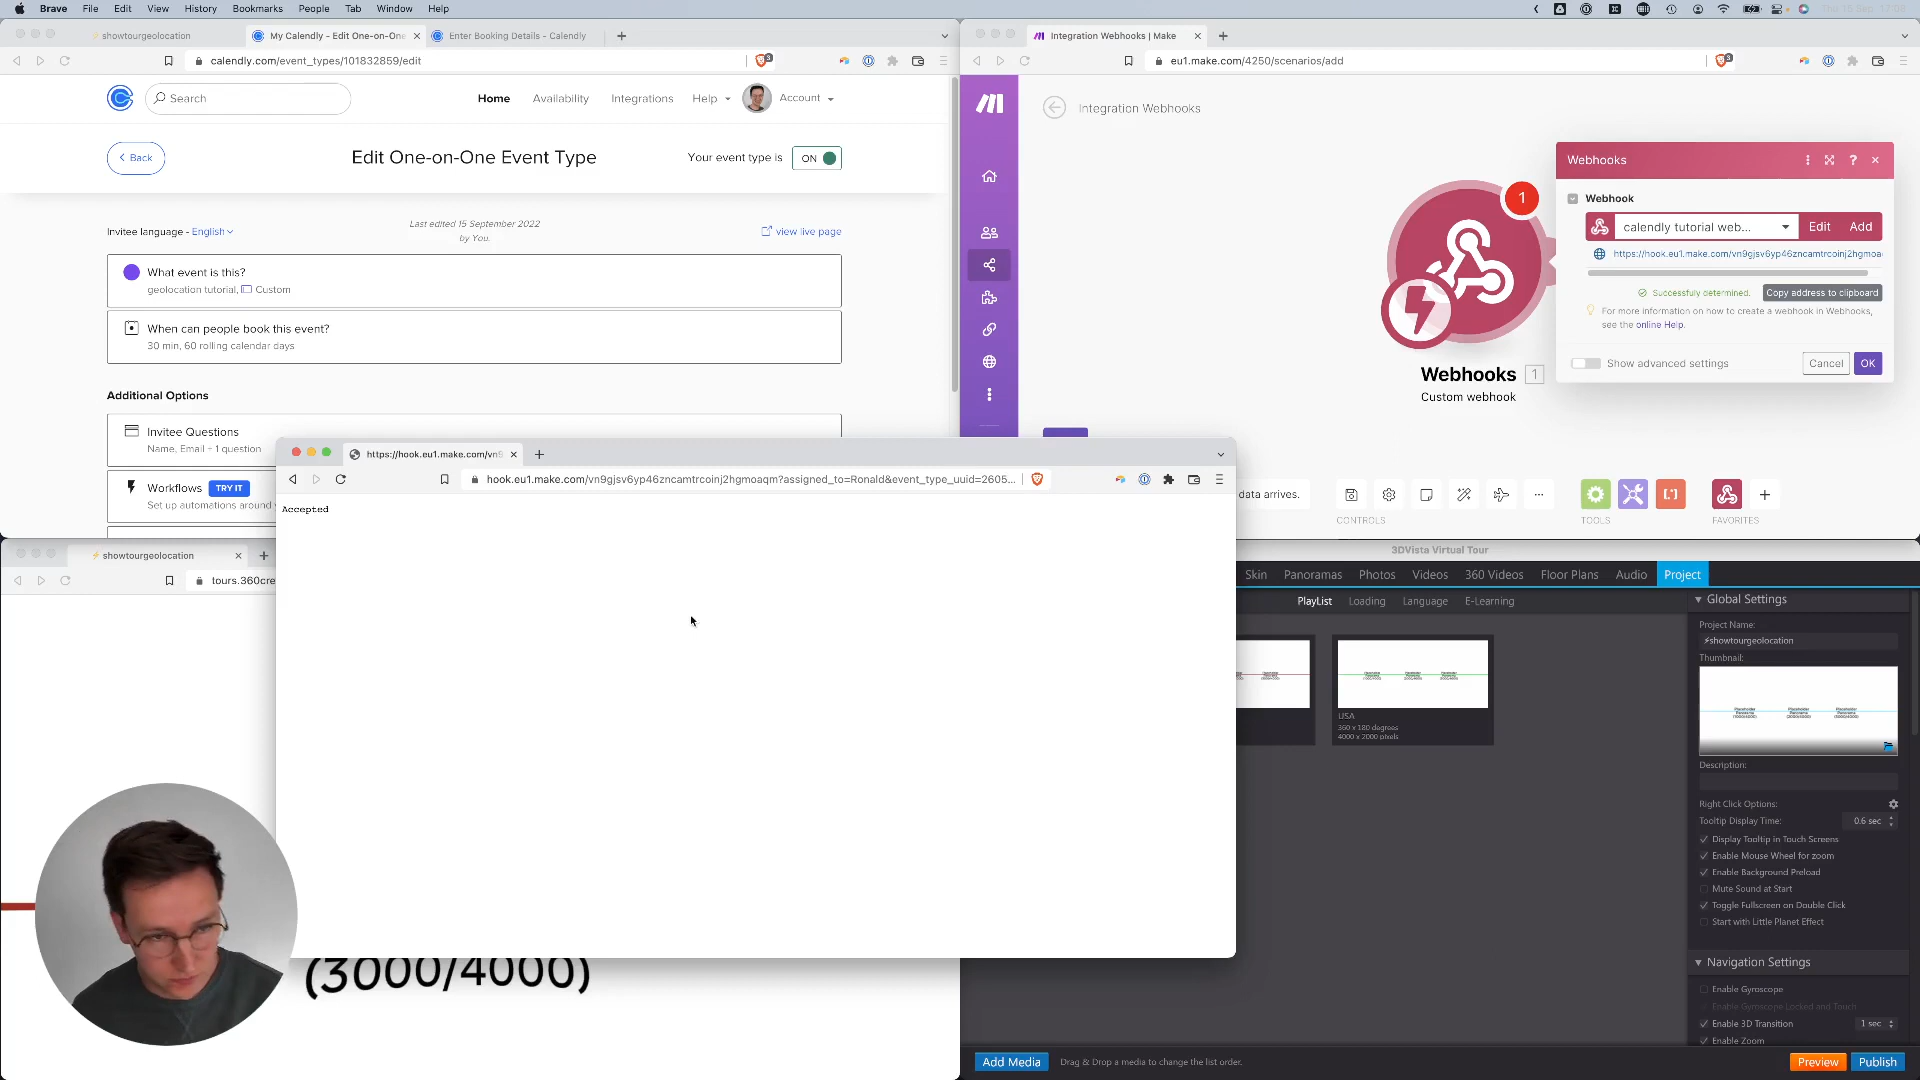 Brave File Edit View History Bookmarks People Tab Window Help
showtourgeolocation
My Calendly - Edit One-on-One
Enter Booking Details - Calendly
calendly.com/event_types/101832859/edit
Search
Home Availability Integrations Help Account
Back
Edit One-on-One Event Type
Your event type is ON
Invitee language - English
Last edited 15 September 2022
by You.
view live page
What event is this?
geolocation tutorial, Custom
When can people book this event?
30 min, 60 rolling calendar days
Additional Options
Invitee Questions
Name, Email + 1 question
Workflows TRY IT
Set up automations around
Integration Webhooks | Make
eu1.make.com/4250/scenarios/add
Integration Webhooks
1
Webhooks 1
Custom webhook
Webhooks
Webhook
calendly tutorial web...
Edit Add
https://hook.eu1.make.com/vn9gjsv6yp46zncamtrcoinj2hgmoa
Successfully determined.
Copy address to clipboard
For more information on how to create a webhook in Webhooks,
see the online Help.
Show advanced settings
Cancel OK
data arrives.
CONTROLS TOOLS FAVORITES
https://hook.eu1.make.com/vn9
hook.eu1.make.com/vn9gjsv6yp46zncamtrcoinj2hgmoaqm?assigned_to=Ronald&event_type_uuid=2605...
Accepted
showtourgeolocation
tours.360cre
(3000/4000)
3DVista Virtual Tour
Skin Panoramas Photos Videos 360 Videos Floor Plans Audio Project
PlayList Loading Language E-Learning
USA
360 x 180 degrees
4000 x 2000 pixels
Global Settings
Project Name:
⚡showtourgeolocation
Thumbnail:
Description:
Right Click Options:
Tooltip Display Time: 0.6 sec
Display Tooltip in Touch Screens
Enable Mouse Wheel for zoom
Enable Background Preload
Mute Sound at Start
Toggle Fullscreen on Double Click
Start with Little Planet Effect
Navigation Settings
Enable Gyroscope
Enable Gyroscope Locked and Touch
Enable 3D Transition 1 sec
Enable Zoom
Add Media
Drag & Drop a media to change the list order.
Preview Publish